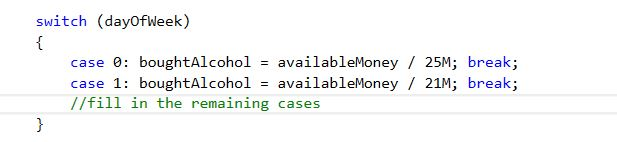 switch (dayOfWeek)
{
    case 0: boughtAlcohol = availableMoney / 25M; break;
    case 1: boughtAlcohol = availableMoney / 21M; break;
    //fill in the remaining cases
}